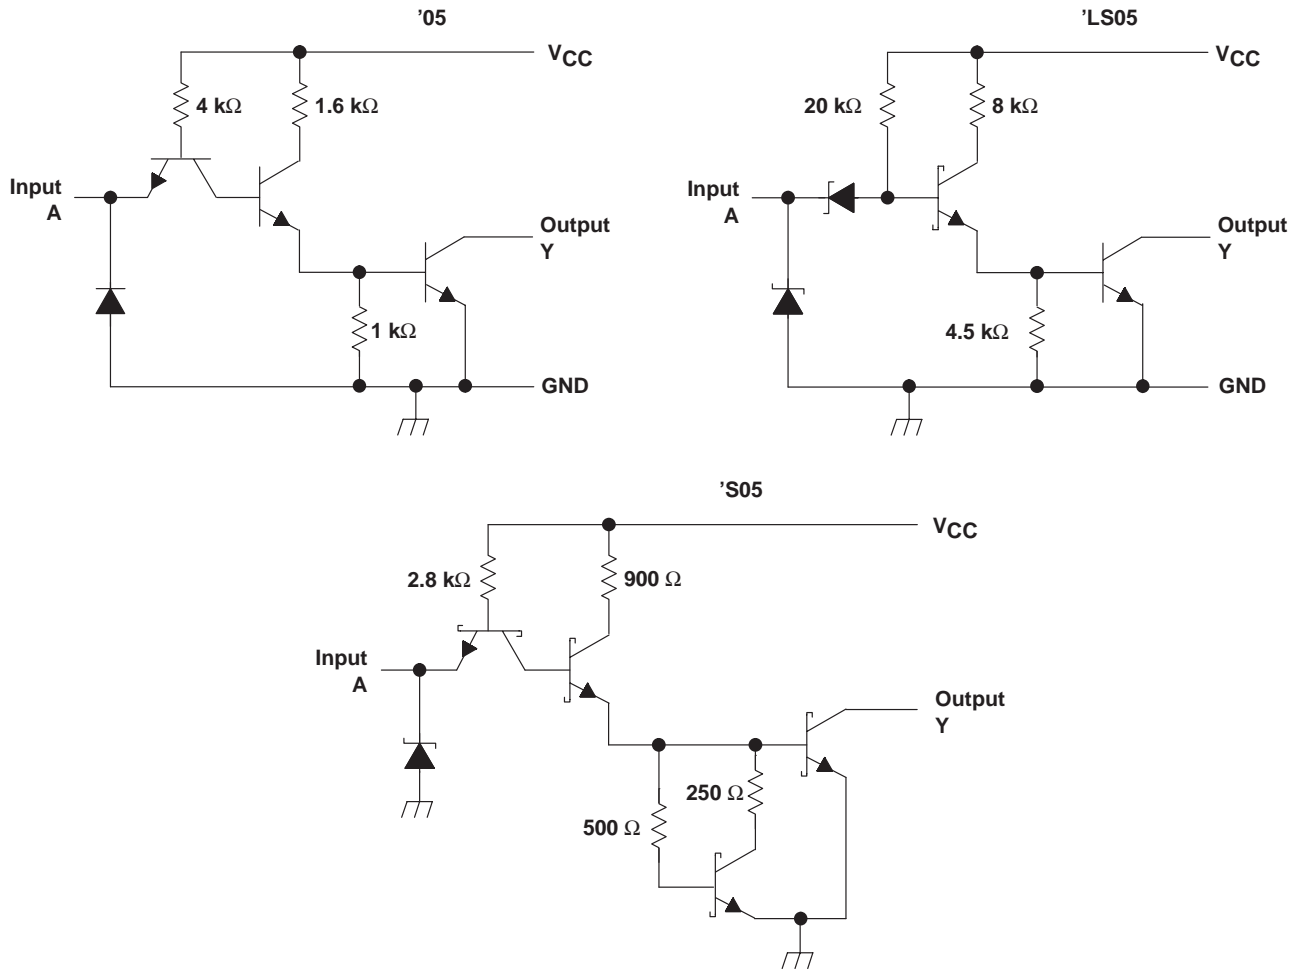 ’05
VCC
4 kΩ
1.6 kΩ
Input
A
Output
Y
1 kΩ
GND
’LS05
VCC
20 kΩ
8 kΩ
Input
A
Output
Y
4.5 kΩ
GND
’S05
VCC
2.8 kΩ
900 Ω
Input
A
Output
Y
250 Ω
500 Ω